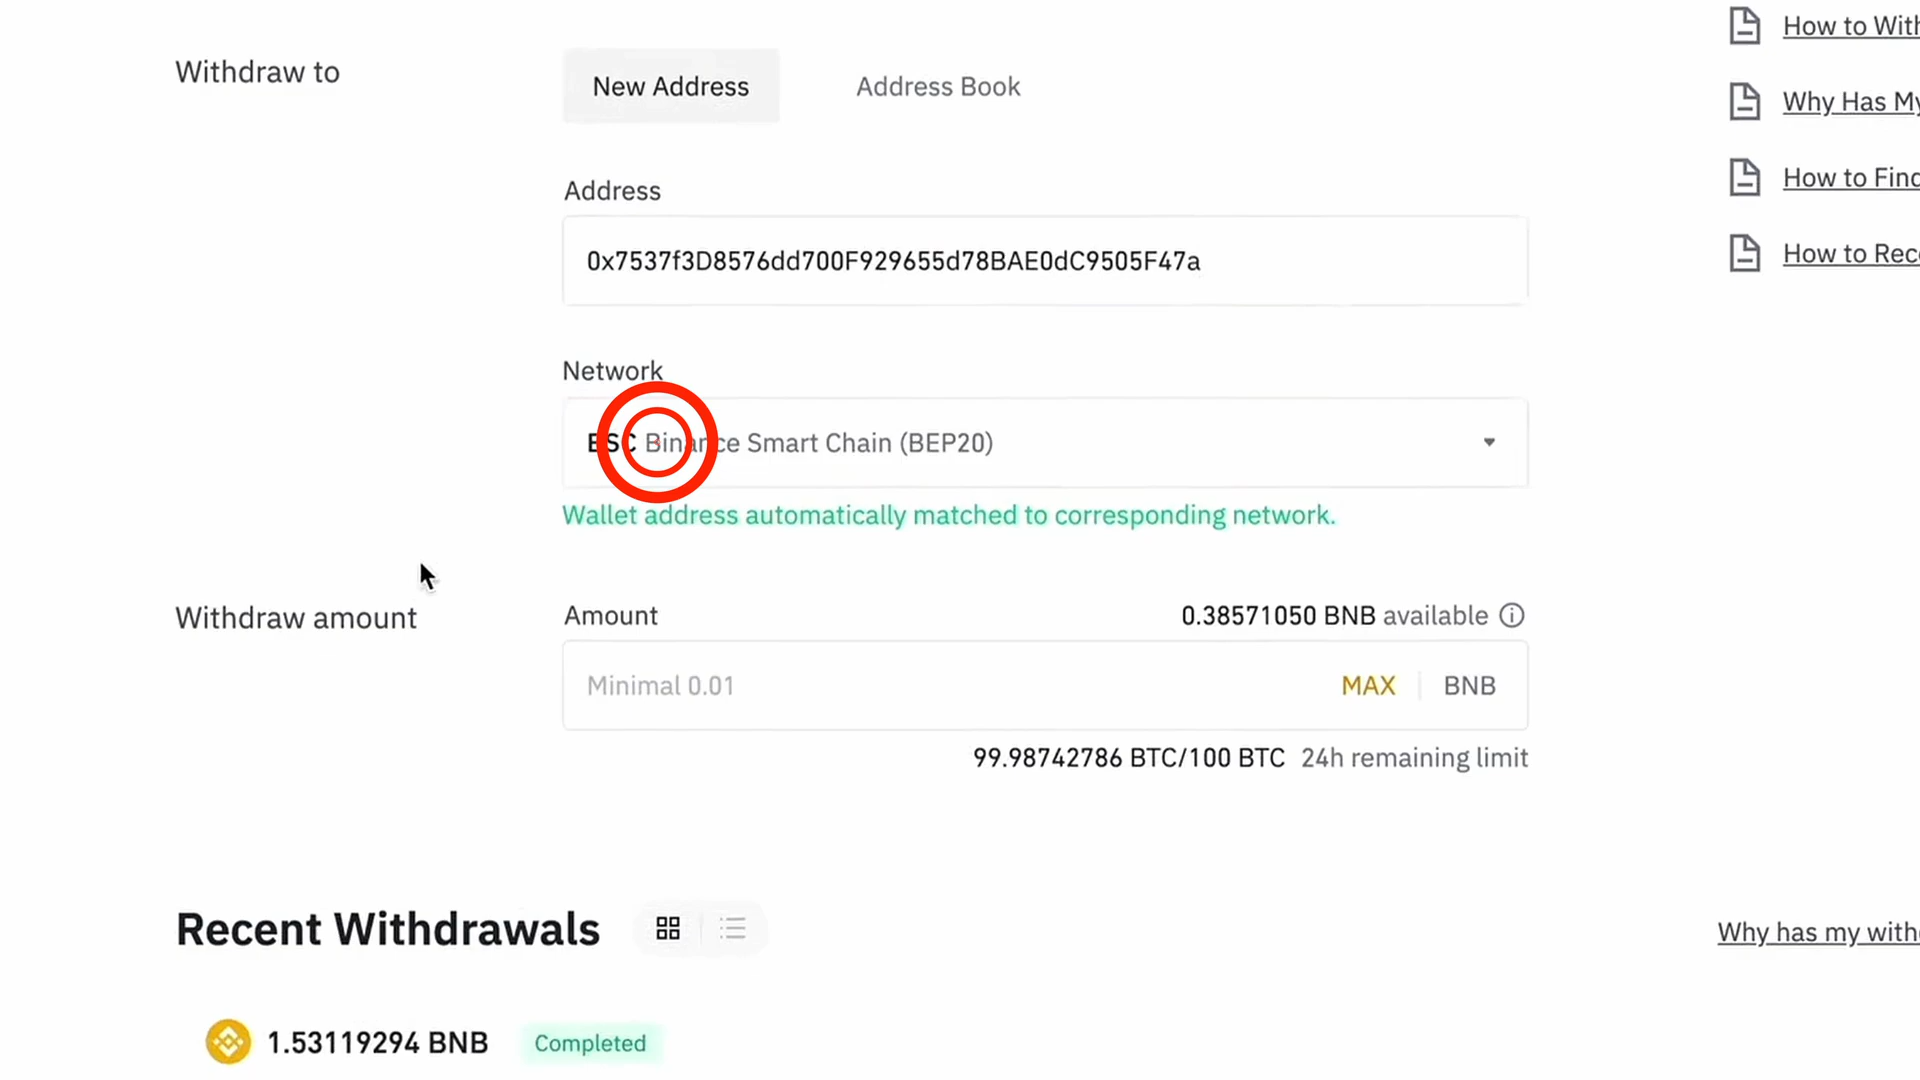 Withdraw to
New Address
Address Book
How to With
Why Has My
How to Find
How to Rec
Address
0x7537f3D8576dd700F929655d78BAE0dC9505F47a
Network
BSC Binance Smart Chain (BEP20)
Wallet address automatically matched to corresponding network.
Withdraw amount
Amount
0.38571050 BNB available
Minimal 0.01
MAX
BNB
99.98742786 BTC/100 BTC 24h remaining limit
Recent Withdrawals
Why has my with
1.53119294 BNB
Completed